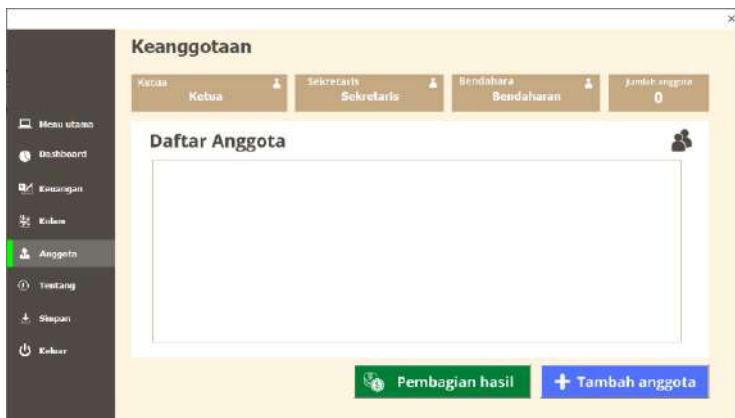 Keanggotaan
Ketua
Ketua
Sekretaris
Sekretaris
Bendahara
Bendaharan
Jumlah anggota
0
Menu utama
Dashboard
Keuangan
Kolam
Anggota
Tentang
Simpan
Keluar
Daftar Anggota
Pembagian hasil
Tambah anggota